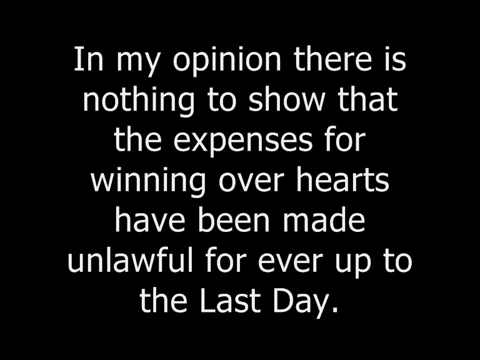 In my opinion there is
nothing to show that
the expenses for
winning over hearts
have been made
unlawful for ever up to
the Last Day.